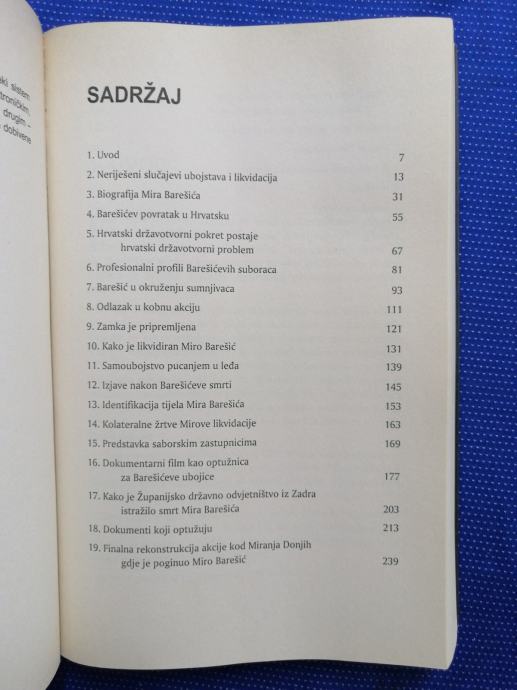 ki sistem
troničkim,
drugim –
dobivene
SADRŽAJ
1. Uvod 7
2. Neriješeni slučajevi ubojstava i likvidacija 13
3. Biografija Mira Barešića 31
4. Barešićev povratak u Hrvatsku 55
5. Hrvatski državotvorni pokret postaje
hrvatski državotvorni problem 67
6. Profesionalni profili Barešićevih suboraca 81
7. Barešić u okruženju sumnjivaca 93
8. Odlazak u kobnu akciju 111
9. Zamka je pripremljena 121
10. Kako je likvidiran Miro Barešić 131
11. Samoubojstvo pucanjem u leđa 139
12. Izjave nakon Barešićeve smrti 145
13. Identifikacija tijela Mira Barešića 153
14. Kolateralne žrtve Mirove likvidacije 163
15. Predstavka saborskim zastupnicima 169
16. Dokumentarni film kao optužnica
za Barešićeve ubojice 177
17. Kako je Županijsko državno odvjetništvo iz Zadra
istražilo smrt Mira Barešića 203
18. Dokumenti koji optužuju 213
19. Finalna rekonstrukcija akcije kod Miranja Donjih
gdje je poginuo Miro Barešić 239